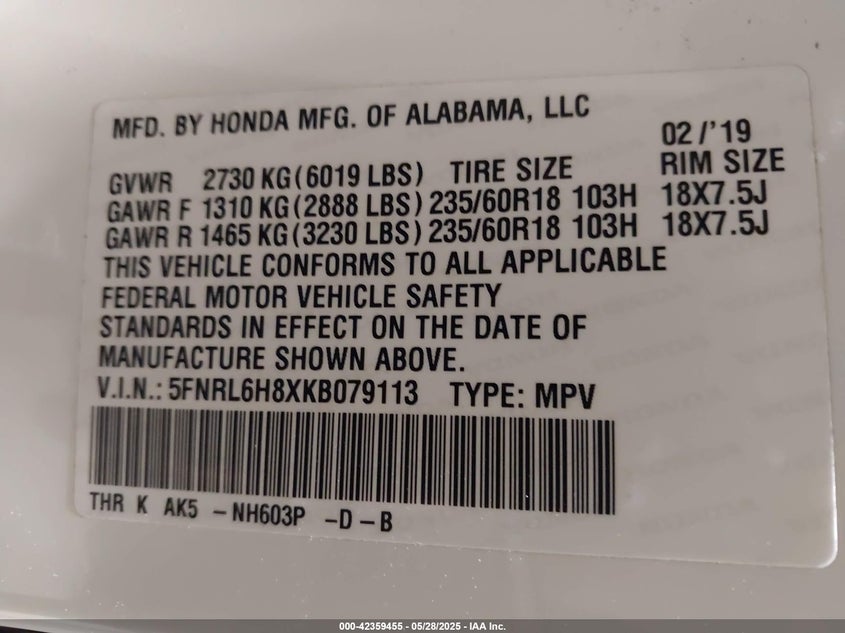 MFD. BY HONDA MFG. OF ALABAMA, LLC 02/'19
GVWR 2730 KG(6019 LBS) TIRE SIZE RIM SIZE
GAWR F 1310 KG(2888 LBS) 235/60R18 103H 18X7.5J
GAWR R 1465 KG(3230 LBS) 235/60R18 103H 18X7.5J
THIS VEHICLE CONFORMS TO ALL APPLICABLE
FEDERAL MOTOR VEHICLE SAFETY
STANDARDS IN EFFECT ON THE DATE OF
MANUFACTURE SHOWN ABOVE.
V.I.N.: 5FNRL6H8XKB079113 TYPE: MPV
THR K AK5 -NH603P -D-B
000-42359455 - 05/28/2025 - IAA Inc.